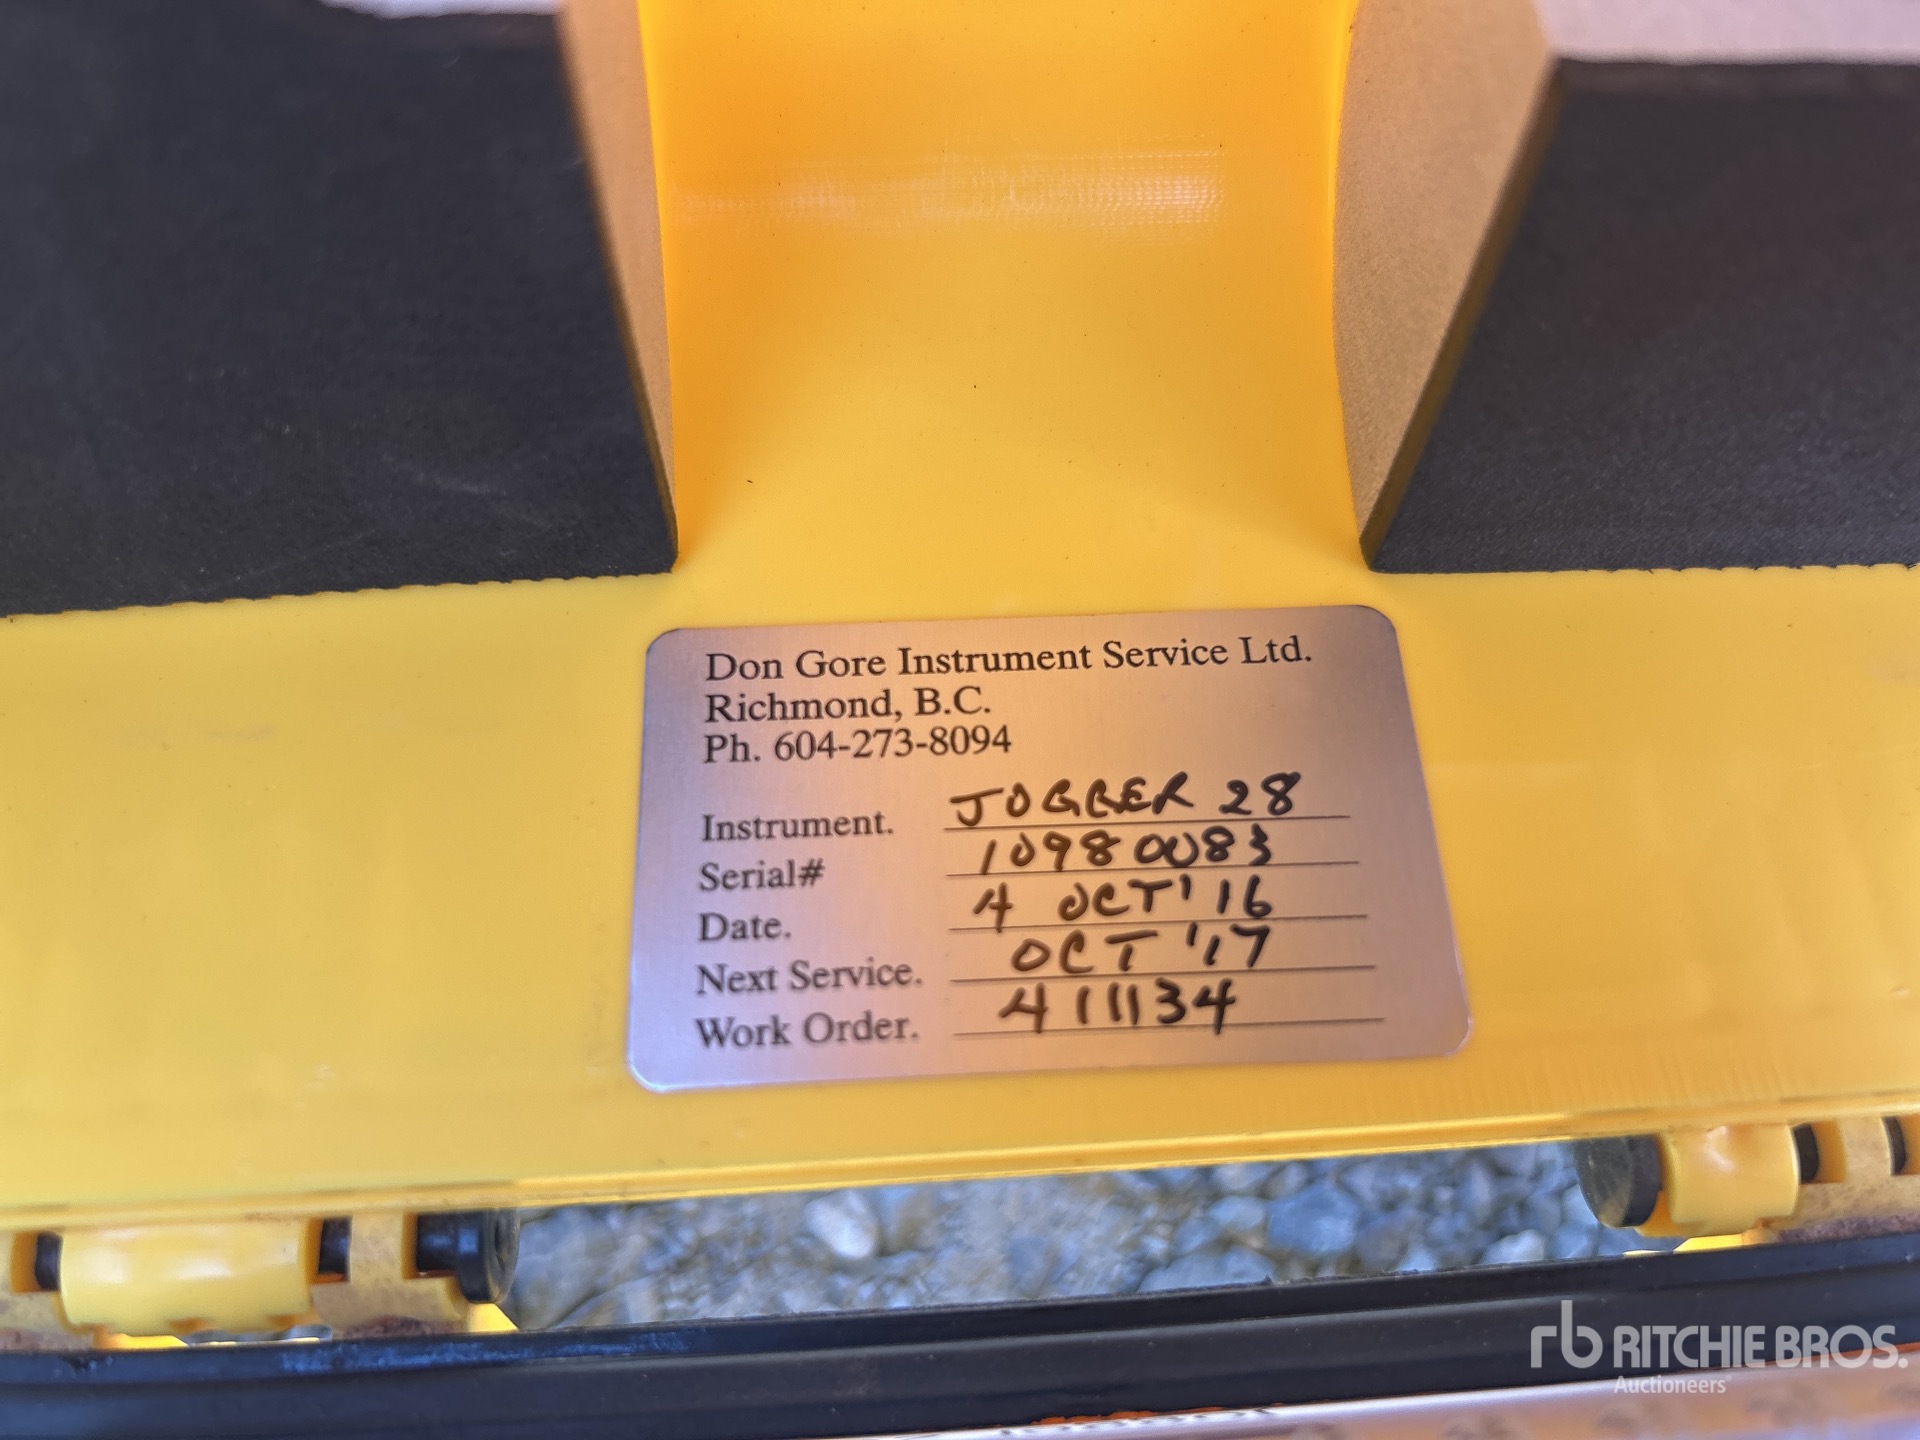 Don Gore Instrument Service Ltd.
Richmond, B.C.
Ph. 604-273-8094
Instrument. JOGGER 28
Serial# 10980083
Date. 4 OCT'16
Next Service. OCT '17
Work Order. 411134
rb RITCHIE BROS.
Auctioneers